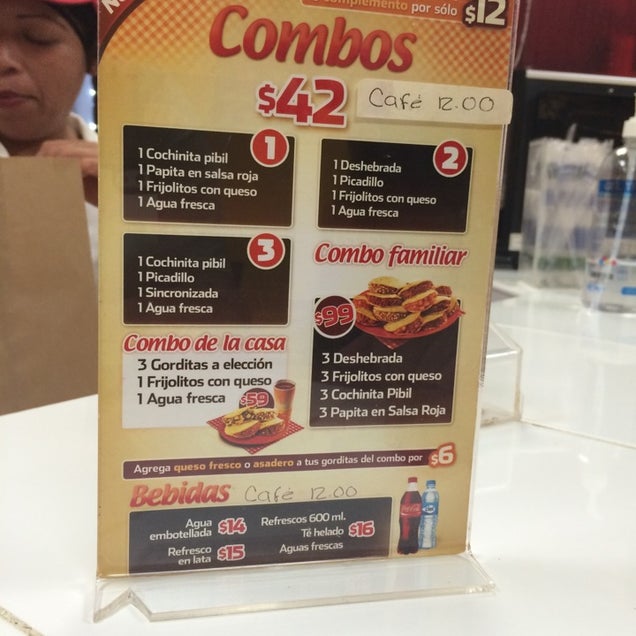 complemento por sólo $12
Combos
$42
Café 12.00
1
1 Cochinita pibil
1 Papita en salsa roja
1 Frijolitos con queso
1 Agua fresca
2
1 Deshebrada
1 Picadillo
1 Frijolitos con queso
1 Agua fresca
3
1 Cochinita pibil
1 Picadillo
1 Sincronizada
1 Agua fresca
Combo familiar
$99
3 Deshebrada
3 Frijolitos con queso
3 Cochinita Pibil
3 Papita en Salsa Roja
Combo de la casa
3 Gorditas a elección
1 Frijolitos con queso
1 Agua fresca
$59
Agrega queso fresco o asadero a tus gorditas del combo por $6
Bebidas Café 12.00
Agua embotellada $14
Refresco en lata $15
Refrescos 600 ml.
Té helado $16
Aguas frescas